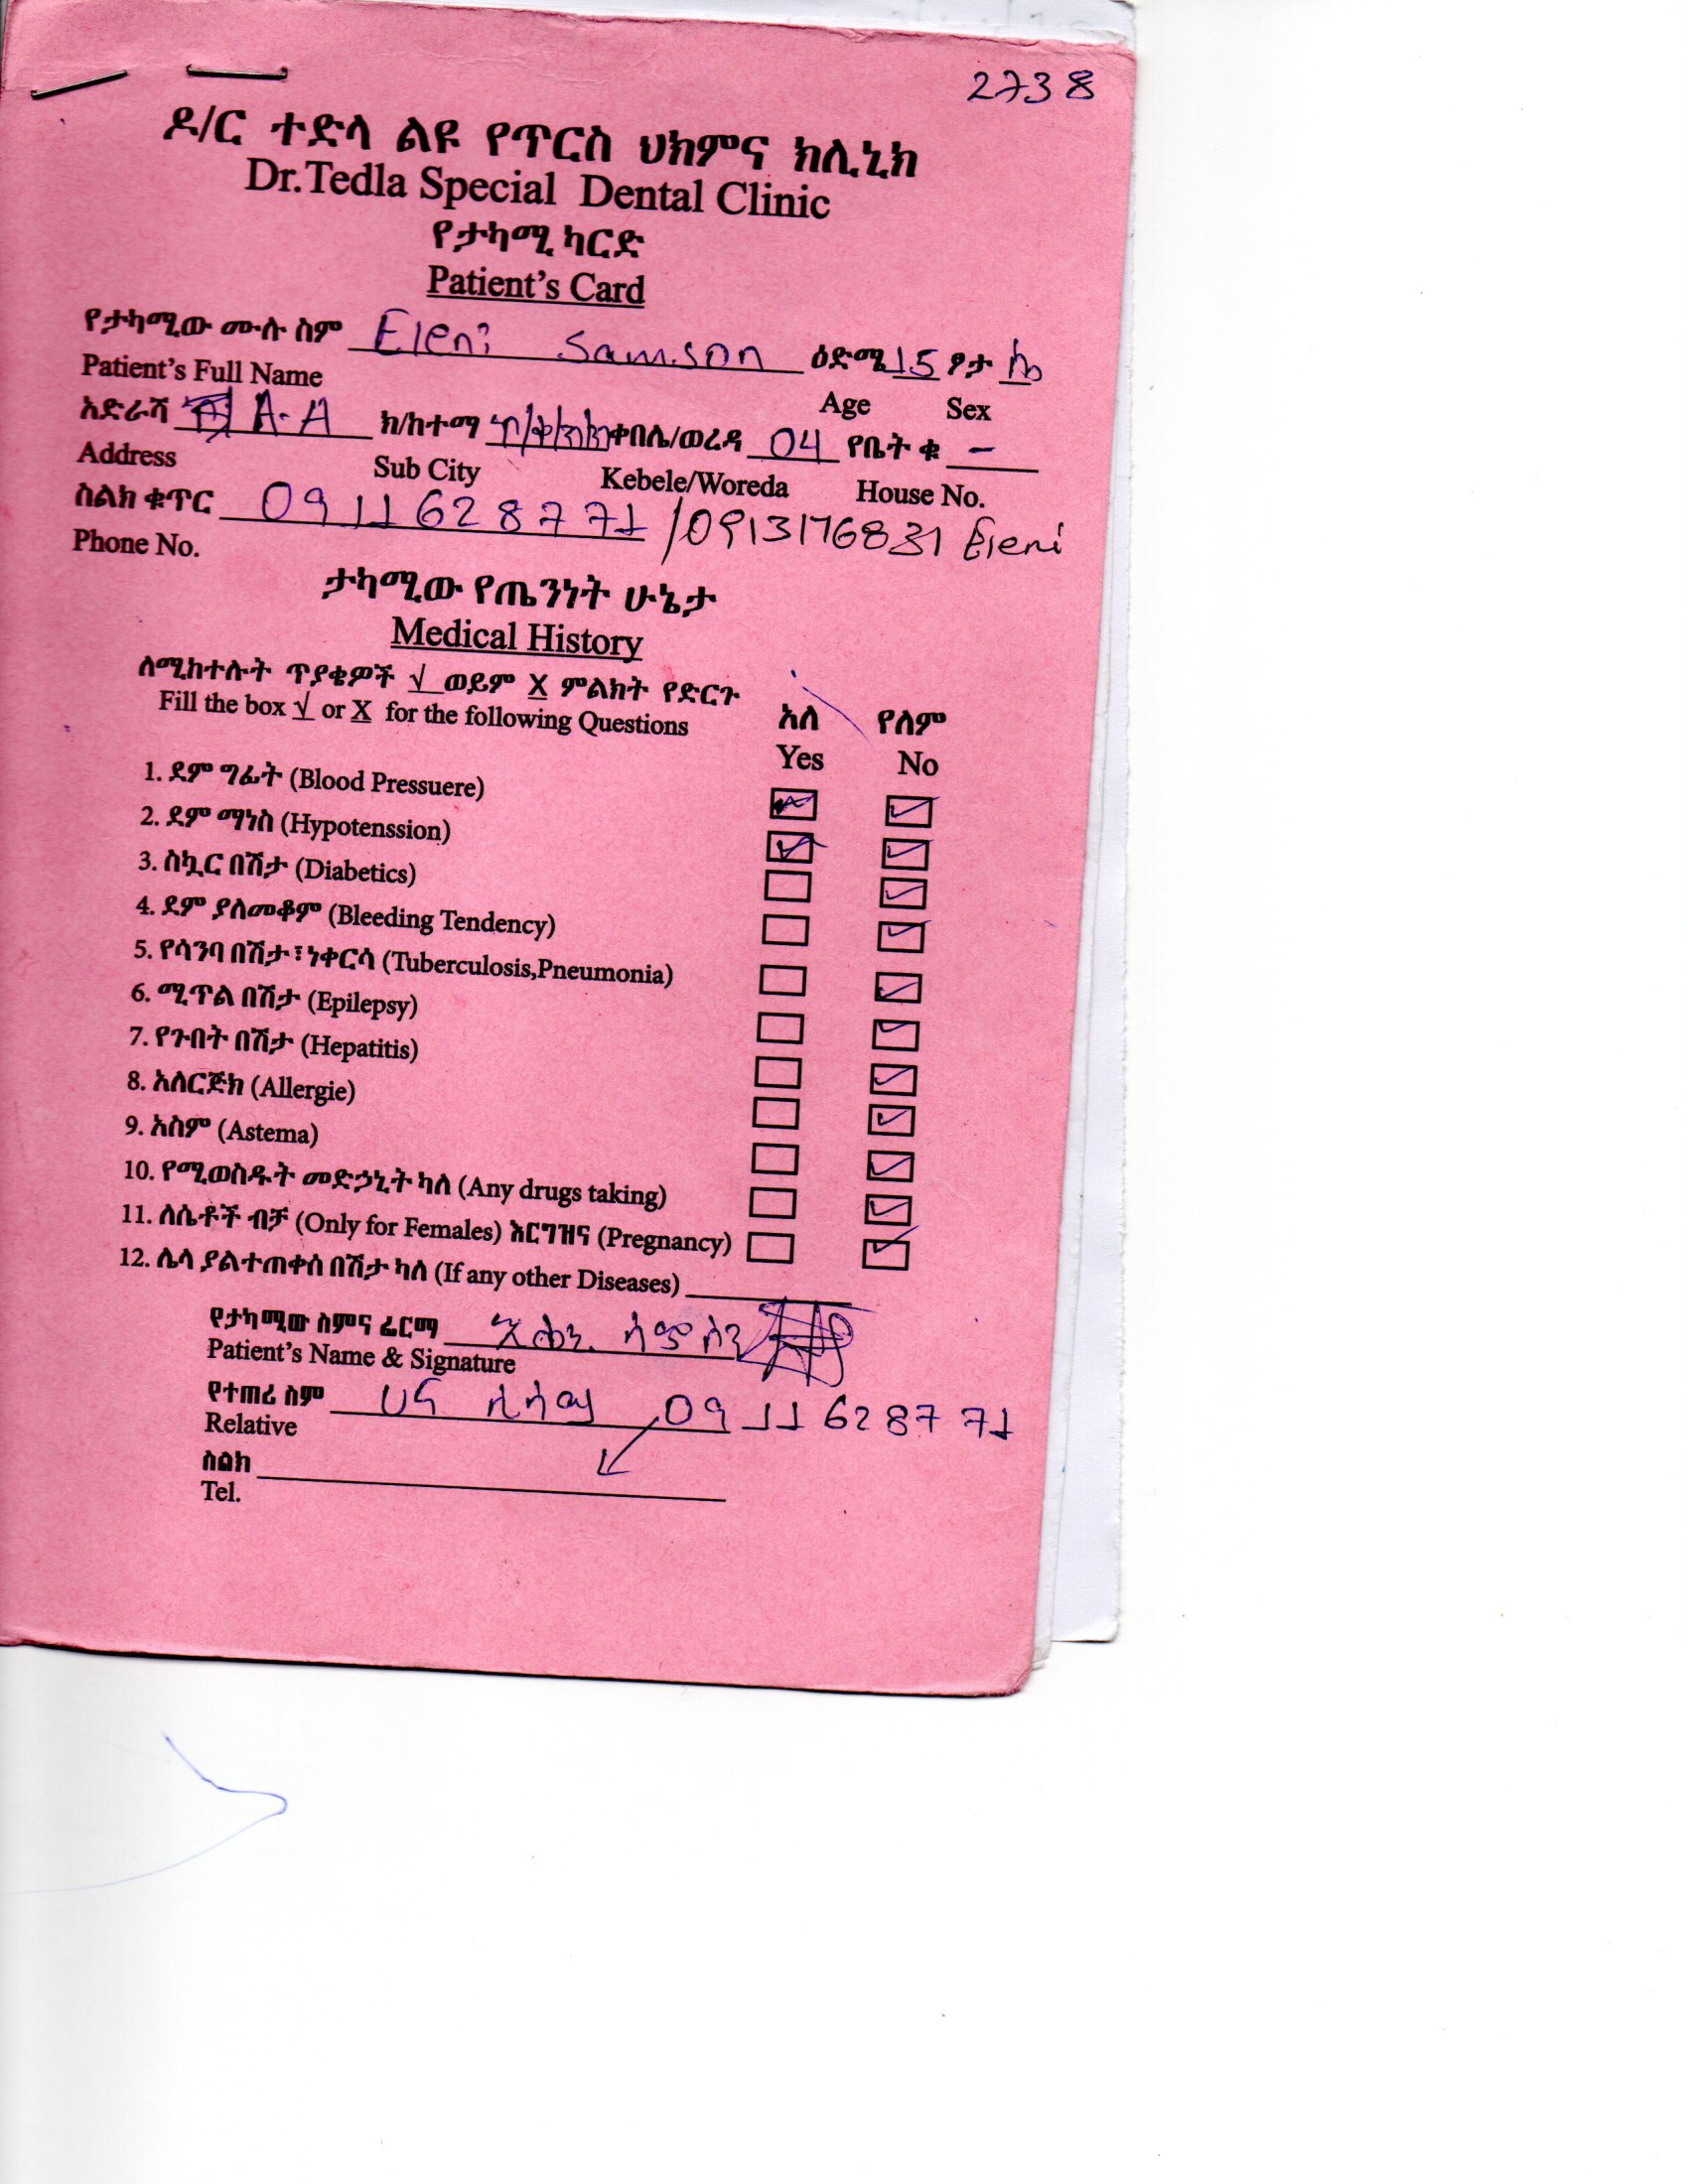 2738
ዶ/ር ተድላ ልዩ የጥርስ ህክምና ክሊኒክ
Dr.Tedla Special Dental Clinic
የታካሚ ካርድ
Patient's Card
የታካሚው ሙሉ ስም Eleni Samson ዕድሜ 15 ፆታ ሴ
Patient's Full Name Age Sex
አድራሻ A.A ክ/ከተማ ቀበሌ/ወረዳ 04 የቤት ቁ -
Address Sub City Kebele/Woreda House No.
ስልክ ቁጥር 0911628771 /0913176831 Eleni
Phone No.
ታካሚው የጤንነት ሁኔታ
Medical History
ለሚከተሉት ጥያቄዎች √ ወይም X ምልክት የድርጉ
Fill the box √ or X for the following Questions
አለ የለም
Yes No
1. ደም ግፊት (Blood Pressuere)
2. ደም ማነስ (Hypotenssion)
3. ስኳር በሽታ (Diabetics)
4. ደም ያለመቆም (Bleeding Tendency)
5. የሳንባ በሽታ፣ነቀርሳ (Tuberculosis,Pneumonia)
6. ሚጥል በሽታ (Epilepsy)
7. የጉበት በሽታ (Hepatitis)
8. አለርጅክ (Allergie)
9. አስም (Astema)
10. የሚወስዱት መድኃኒት ካለ (Any drugs taking)
11. ለሴቶች ብቻ (Only for Females) እርግዝና (Pregnancy)
12. ሌላ ያልተጠቀሰ በሽታ ካለ (If any other Diseases)
የታካሚው ስምና ፊርማ ሳምሶን
Patient's Name & Signature
የተጠሪ ስም ሀና 0911628771
Relative
ስልክ
Tel.